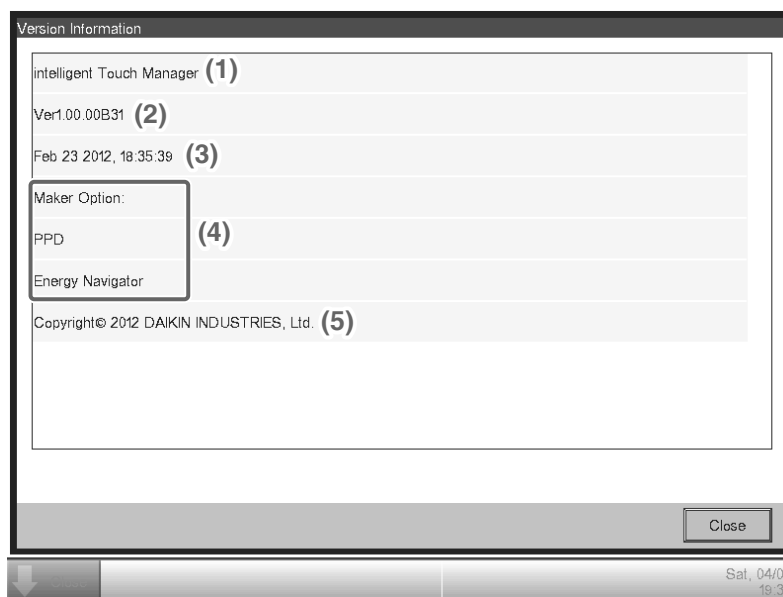 Version Information
intelligent Touch Manager (1)
Ver1.00.00B31 (2)
Feb 23 2012, 18:35:39 (3)
Maker Option:
PPD (4)
Energy Navigator
Copyright© 2012 DAIKIN INDUSTRIES, Ltd. (5)
Close
Sat, 04/0
19:3